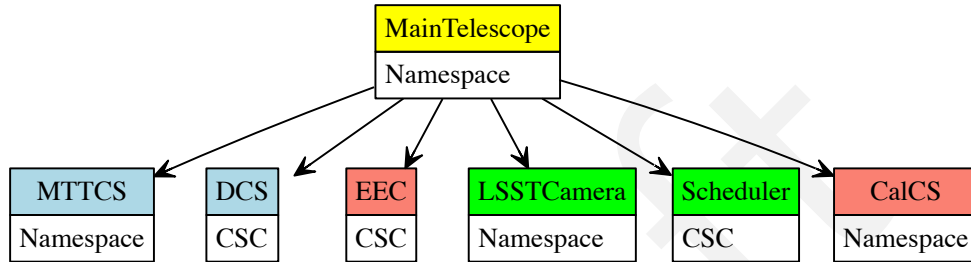 MainTelescope
Namespace
MTTCS
Namespace
DCS
CSC
EEC
CSC
LSSTCamera
Namespace
Scheduler
CSC
CalCS
Namespace